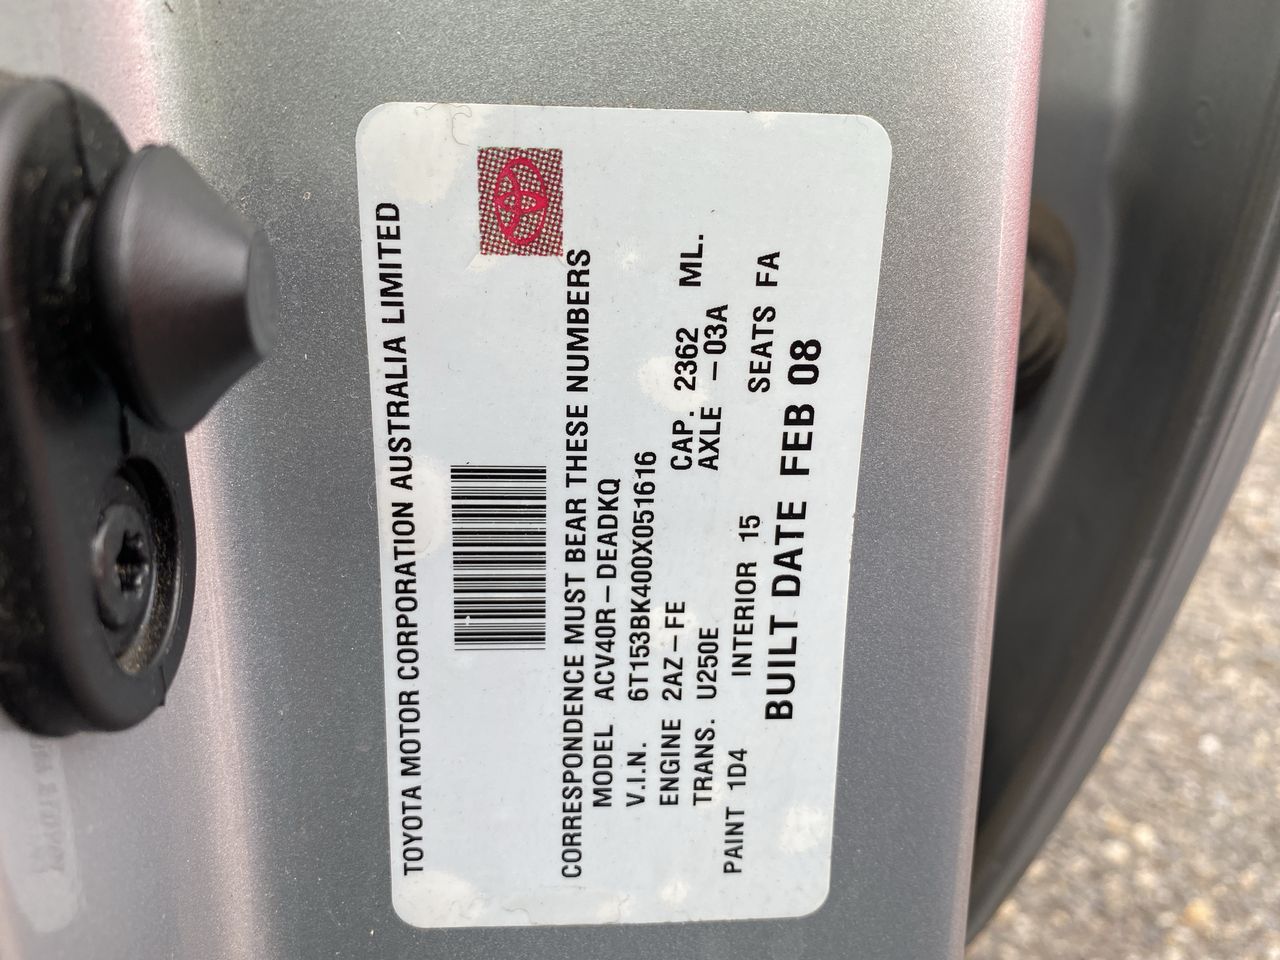 TOYOTA MOTOR CORPORATION AUSTRALIA LIMITED
CORRESPONDENCE MUST BEAR THESE NUMBERS
MODEL ACV40R-DEADKQ
V.I.N. 6T153BK400X051616
ENGINE 2AZ-FE CAP. 2362 ML.
TRANS. U250E AXLE -03A
PAINT 1D4 INTERIOR 15 SEATS FA
BUILT DATE FEB 08